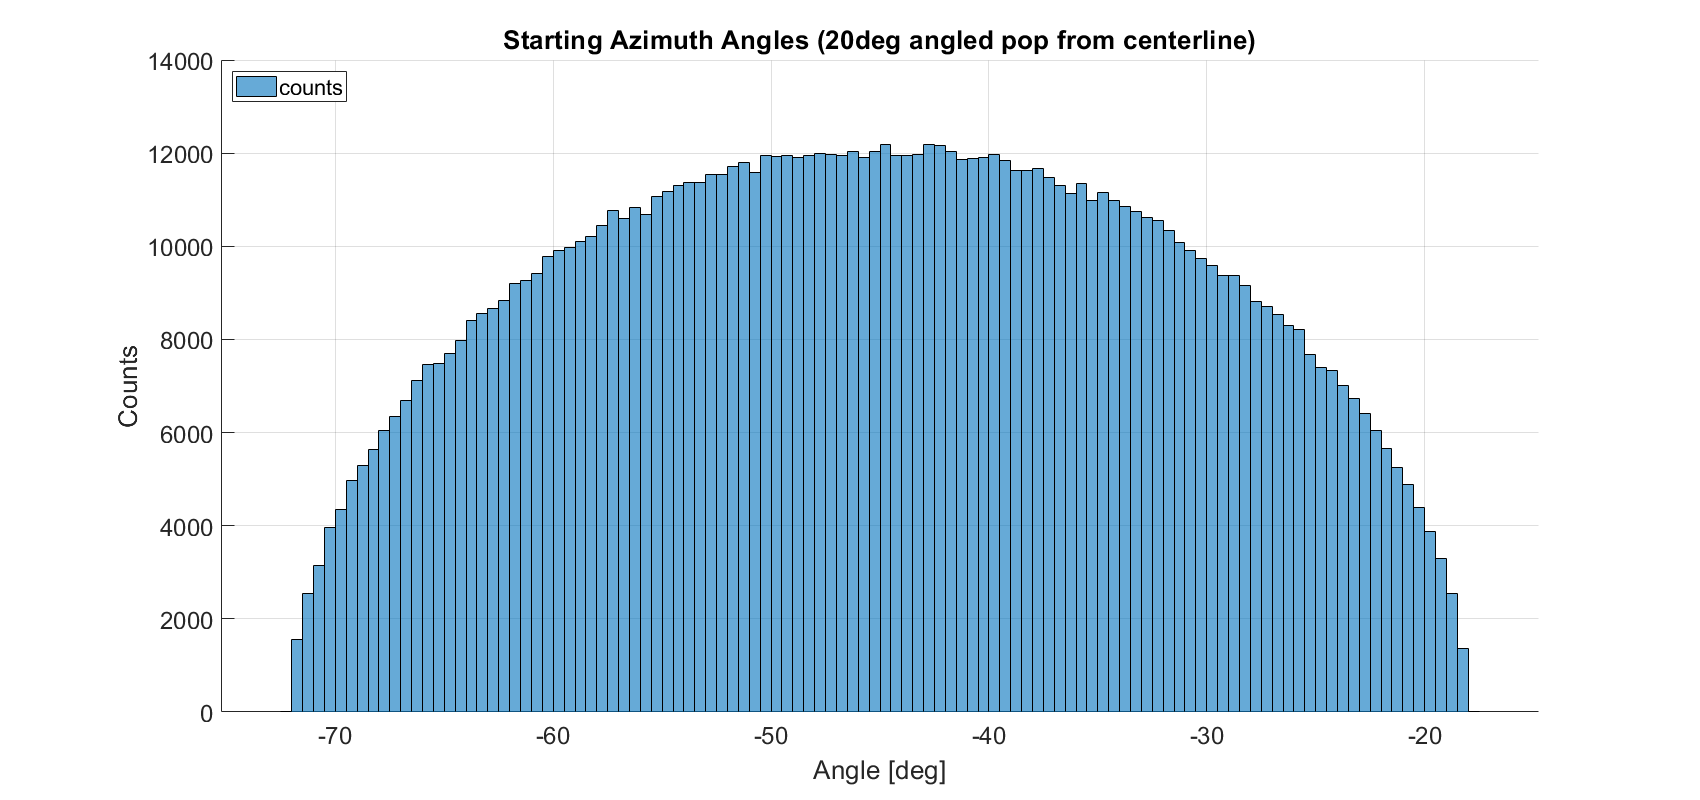 Starting Azimuth Angles (20deg angled pop from centerline)
counts
14000
12000
10000
8000
6000
4000
2000
0
Counts
-70 -60 -50 -40 -30 -20
Angle [deg]